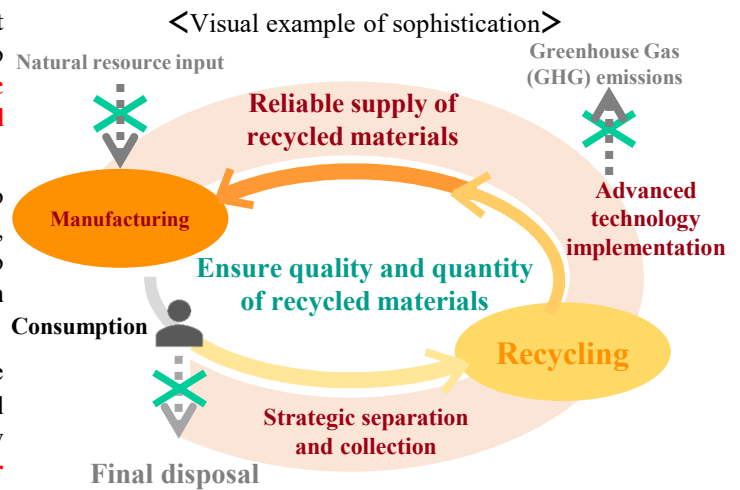 <Visual example of sophistication>
Natural resource input
Greenhouse Gas
(GHG) emissions
Reliable supply of
recycled materials
Manufacturing
Advanced
technology
implementation
Ensure quality and quantity
of recycled materials
Consumption
Recycling
Strategic separation
and collection
Final disposal